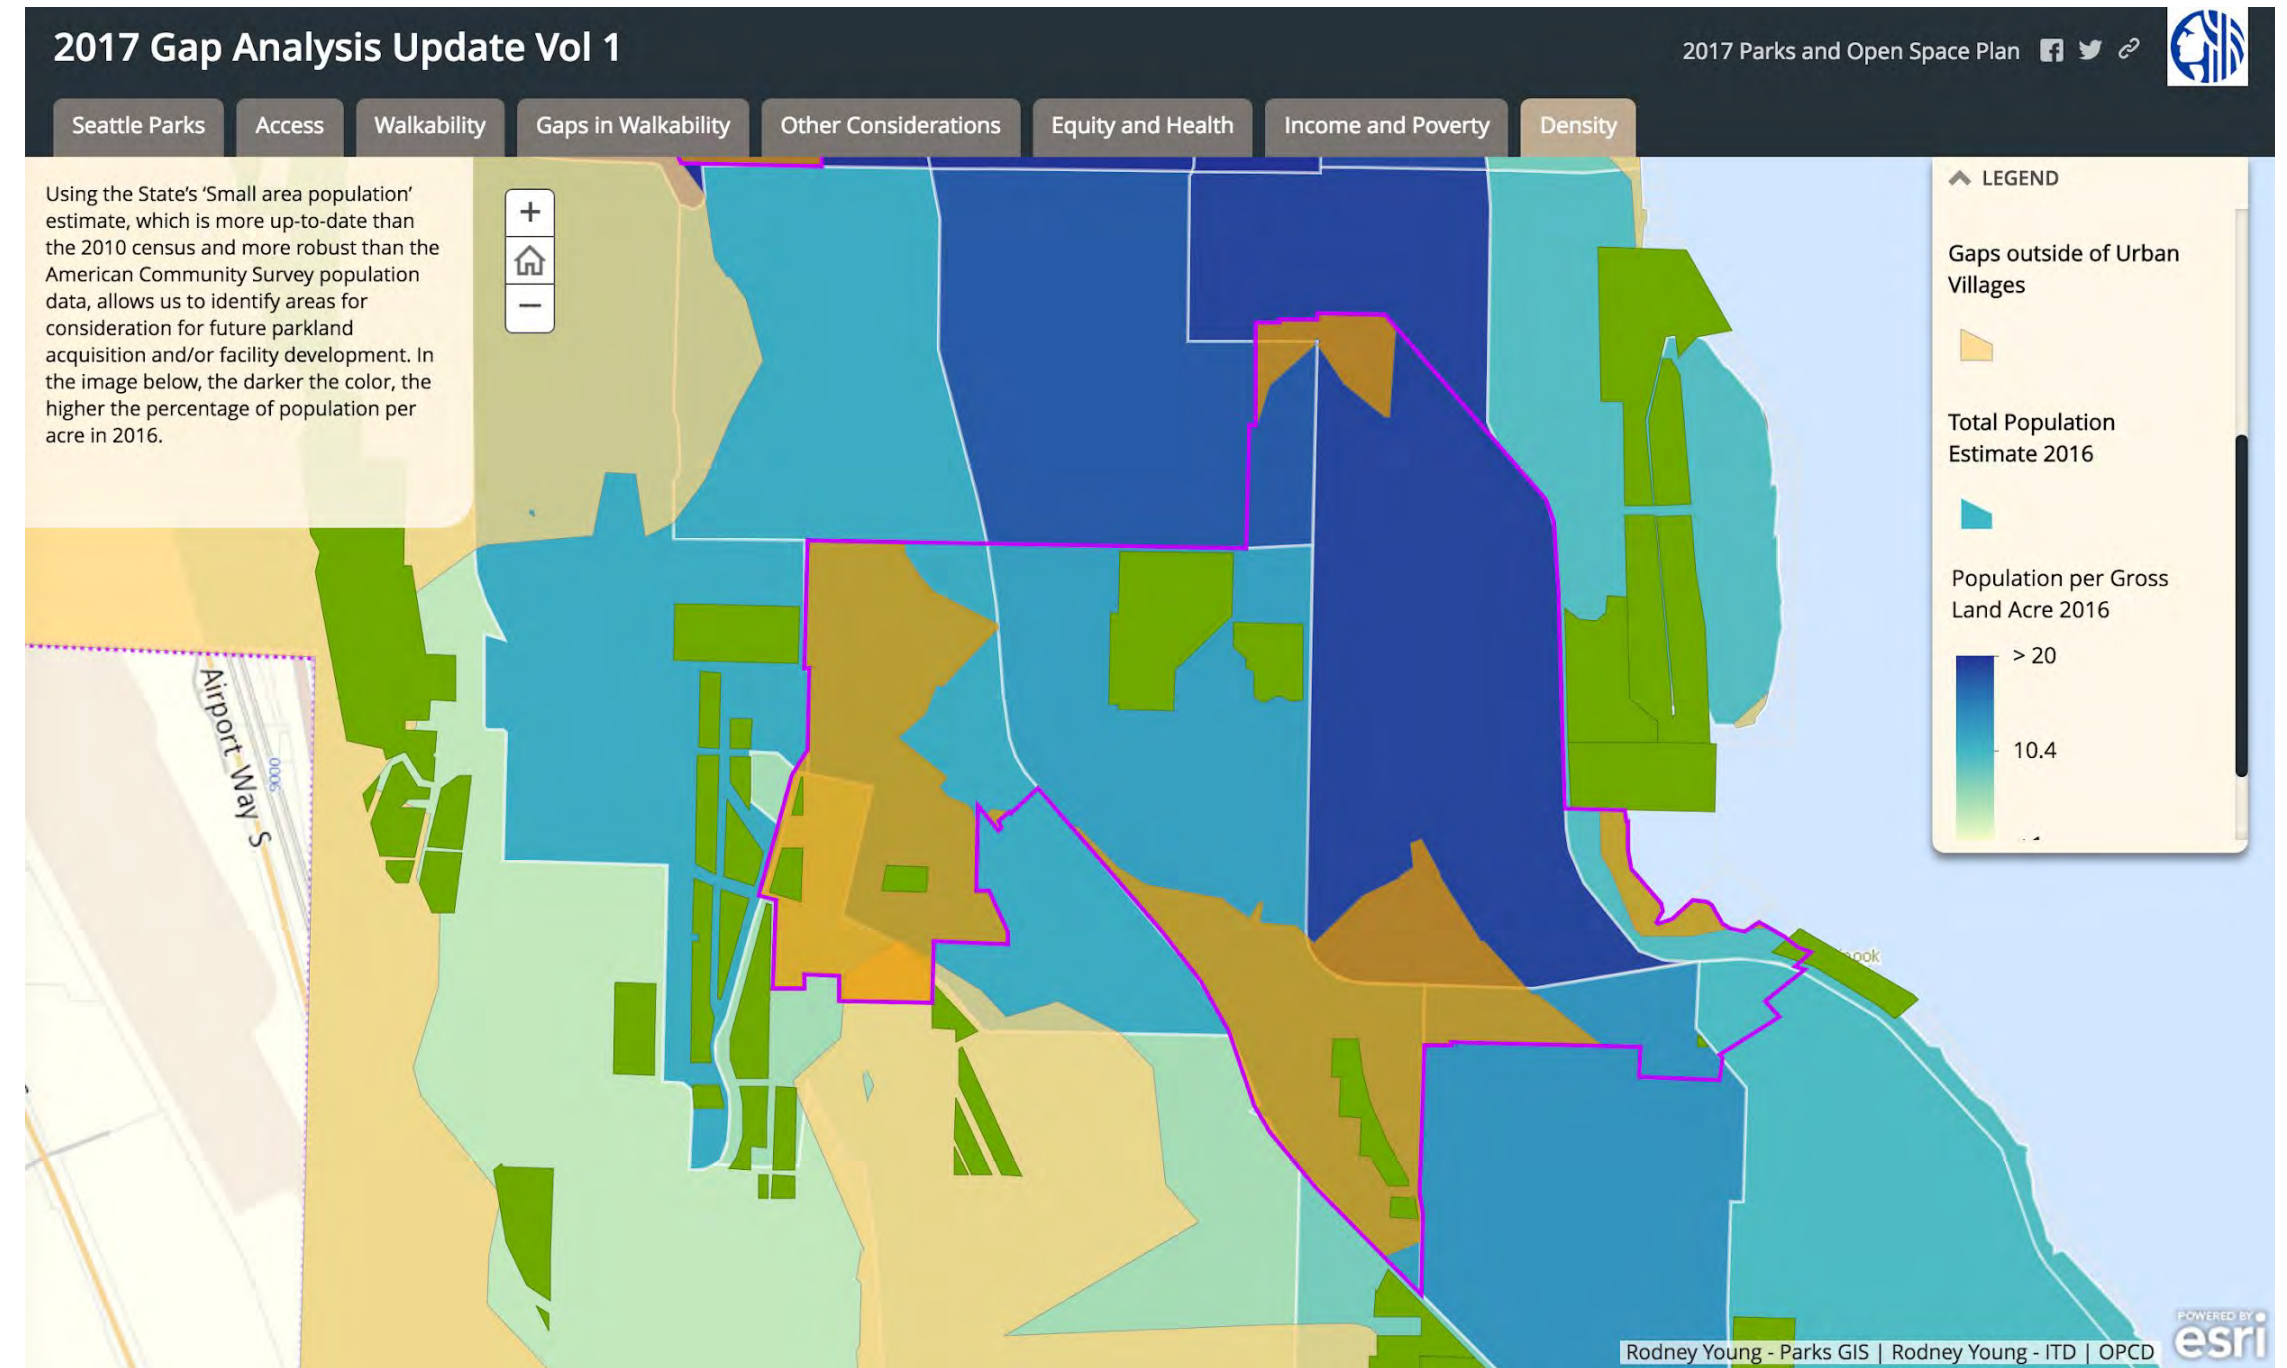 2017 Gap Analysis Update Vol 1
2017 Parks and Open Space Plan
Seattle Parks
Access
Walkability
Gaps in Walkability
Other Considerations
Equity and Health
Income and Poverty
Density
Using the State's 'Small area population'
estimate, which is more up-to-date than
the 2010 census and more robust than the
American Community Survey population
data, allows us to identify areas for
consideration for future parkland
acquisition and/or facility development. In
the image below, the darker the color, the
higher the percentage of population per
acre in 2016.
+
−
LEGEND
Gaps outside of Urban
Villages
Total Population
Estimate 2016
Population per Gross
Land Acre 2016
> 20
10.4
Airport Way S
9000
POWERED BY
esri
Rodney Young - Parks GIS | Rodney Young - ITD | OPCD